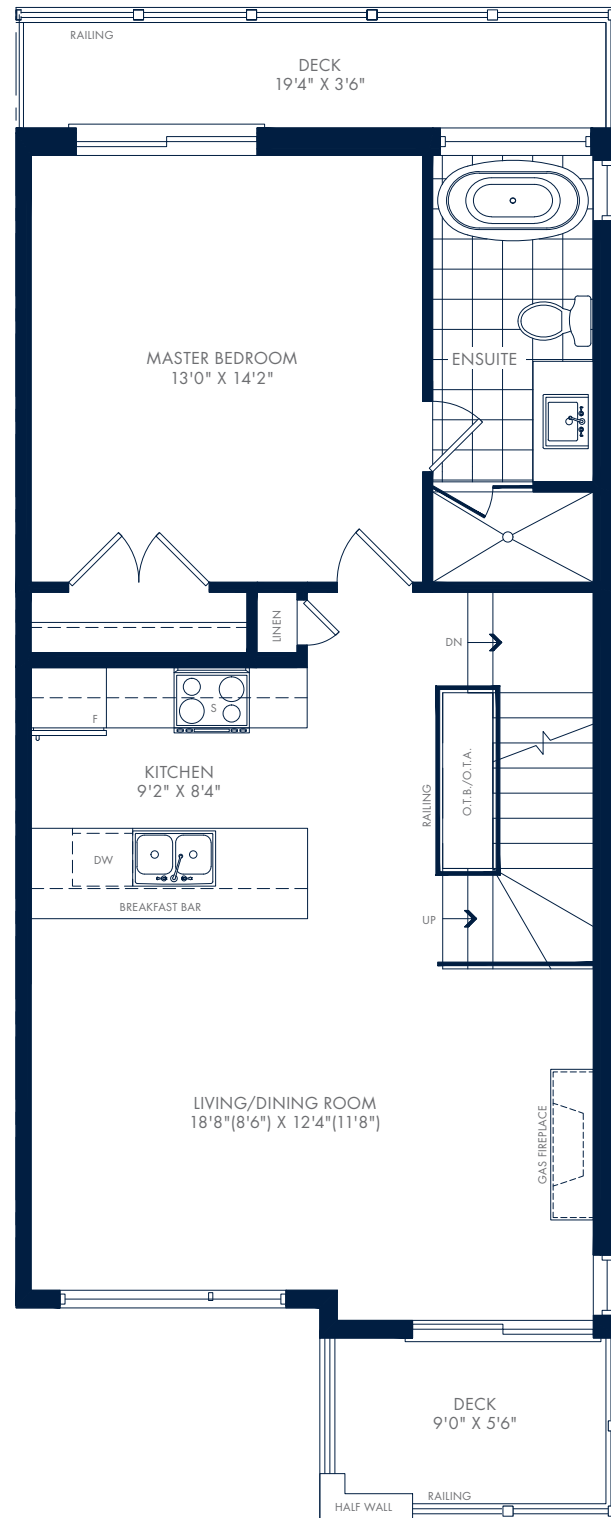 RAILING
DECK
19'4" X 3'6"
MASTER BEDROOM
13'0" X 14'2"
ENSUITE
LINEN
DN
F
S
KITCHEN
9'2" X 8'4"
RAILING
O.T.B./O.T.A.
DW
BREAKFAST BAR
UP
LIVING/DINING ROOM
18'8"(8'6") X 12'4"(11'8")
GAS FIREPLACE
DECK
9'0" X 5'6"
RAILING
HALF WALL